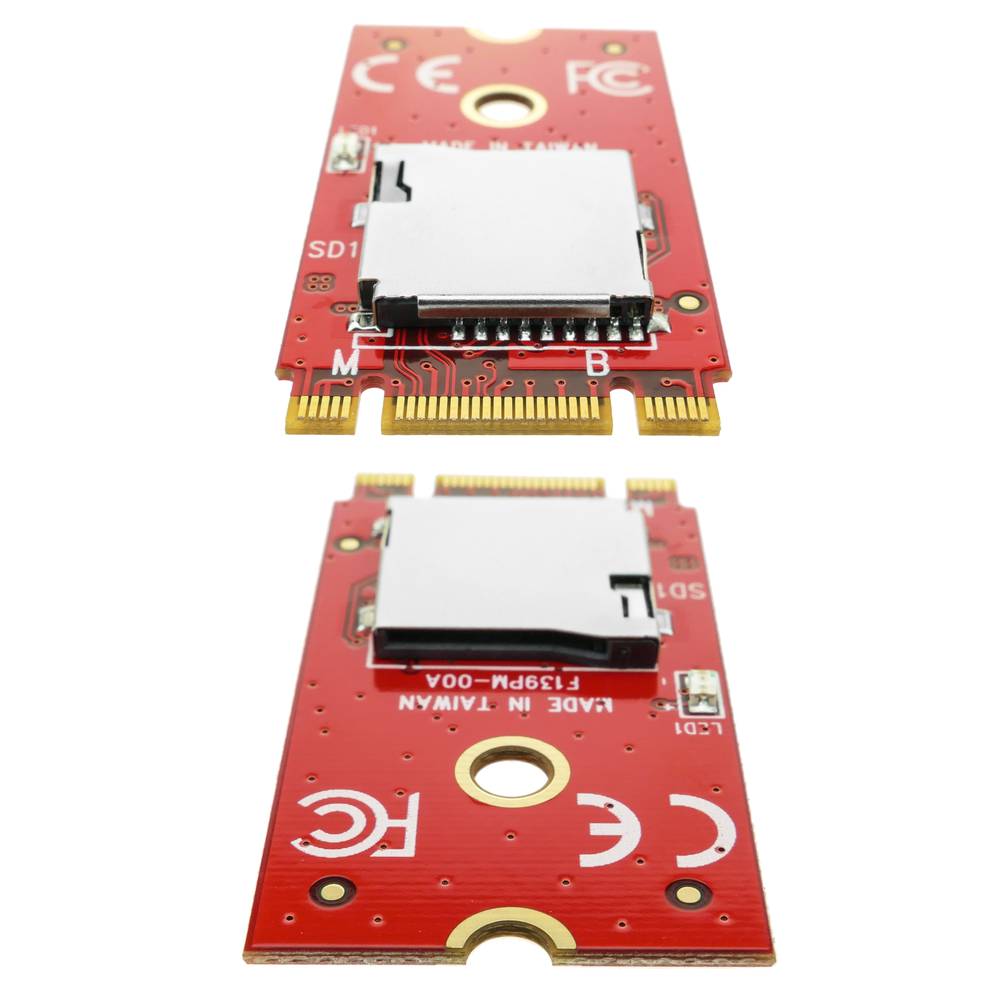 CE FC
LED1
MADE IN TAIWAN
SD1
M B
M
SD1
F139PM-00A
MADE IN TAIWAN
LED1
FC CE